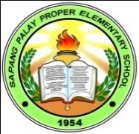 SAPANG PALAY PROPER ELEMENTARY SCHOOL
1954